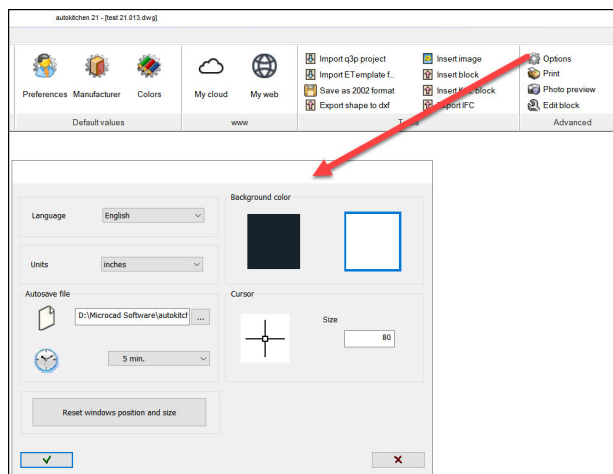 autokitchen 21 - [test 21.013.dwg]
Import q3p project
Insert image
Options
Import ETemplate f...
Insert block
Print
Save as 2002 format
Insert block
Photo preview
Export shape to dxf
Export IFC
Edit block
Preferences
Manufacturer
Colors
My cloud
My web
Default values
www
Advanced
Background color
Language
English
Units
inches
Autosave file
Cursor
D:\Microcad Software\autokitch
...
Size
80
5 min.
Reset windows position and size